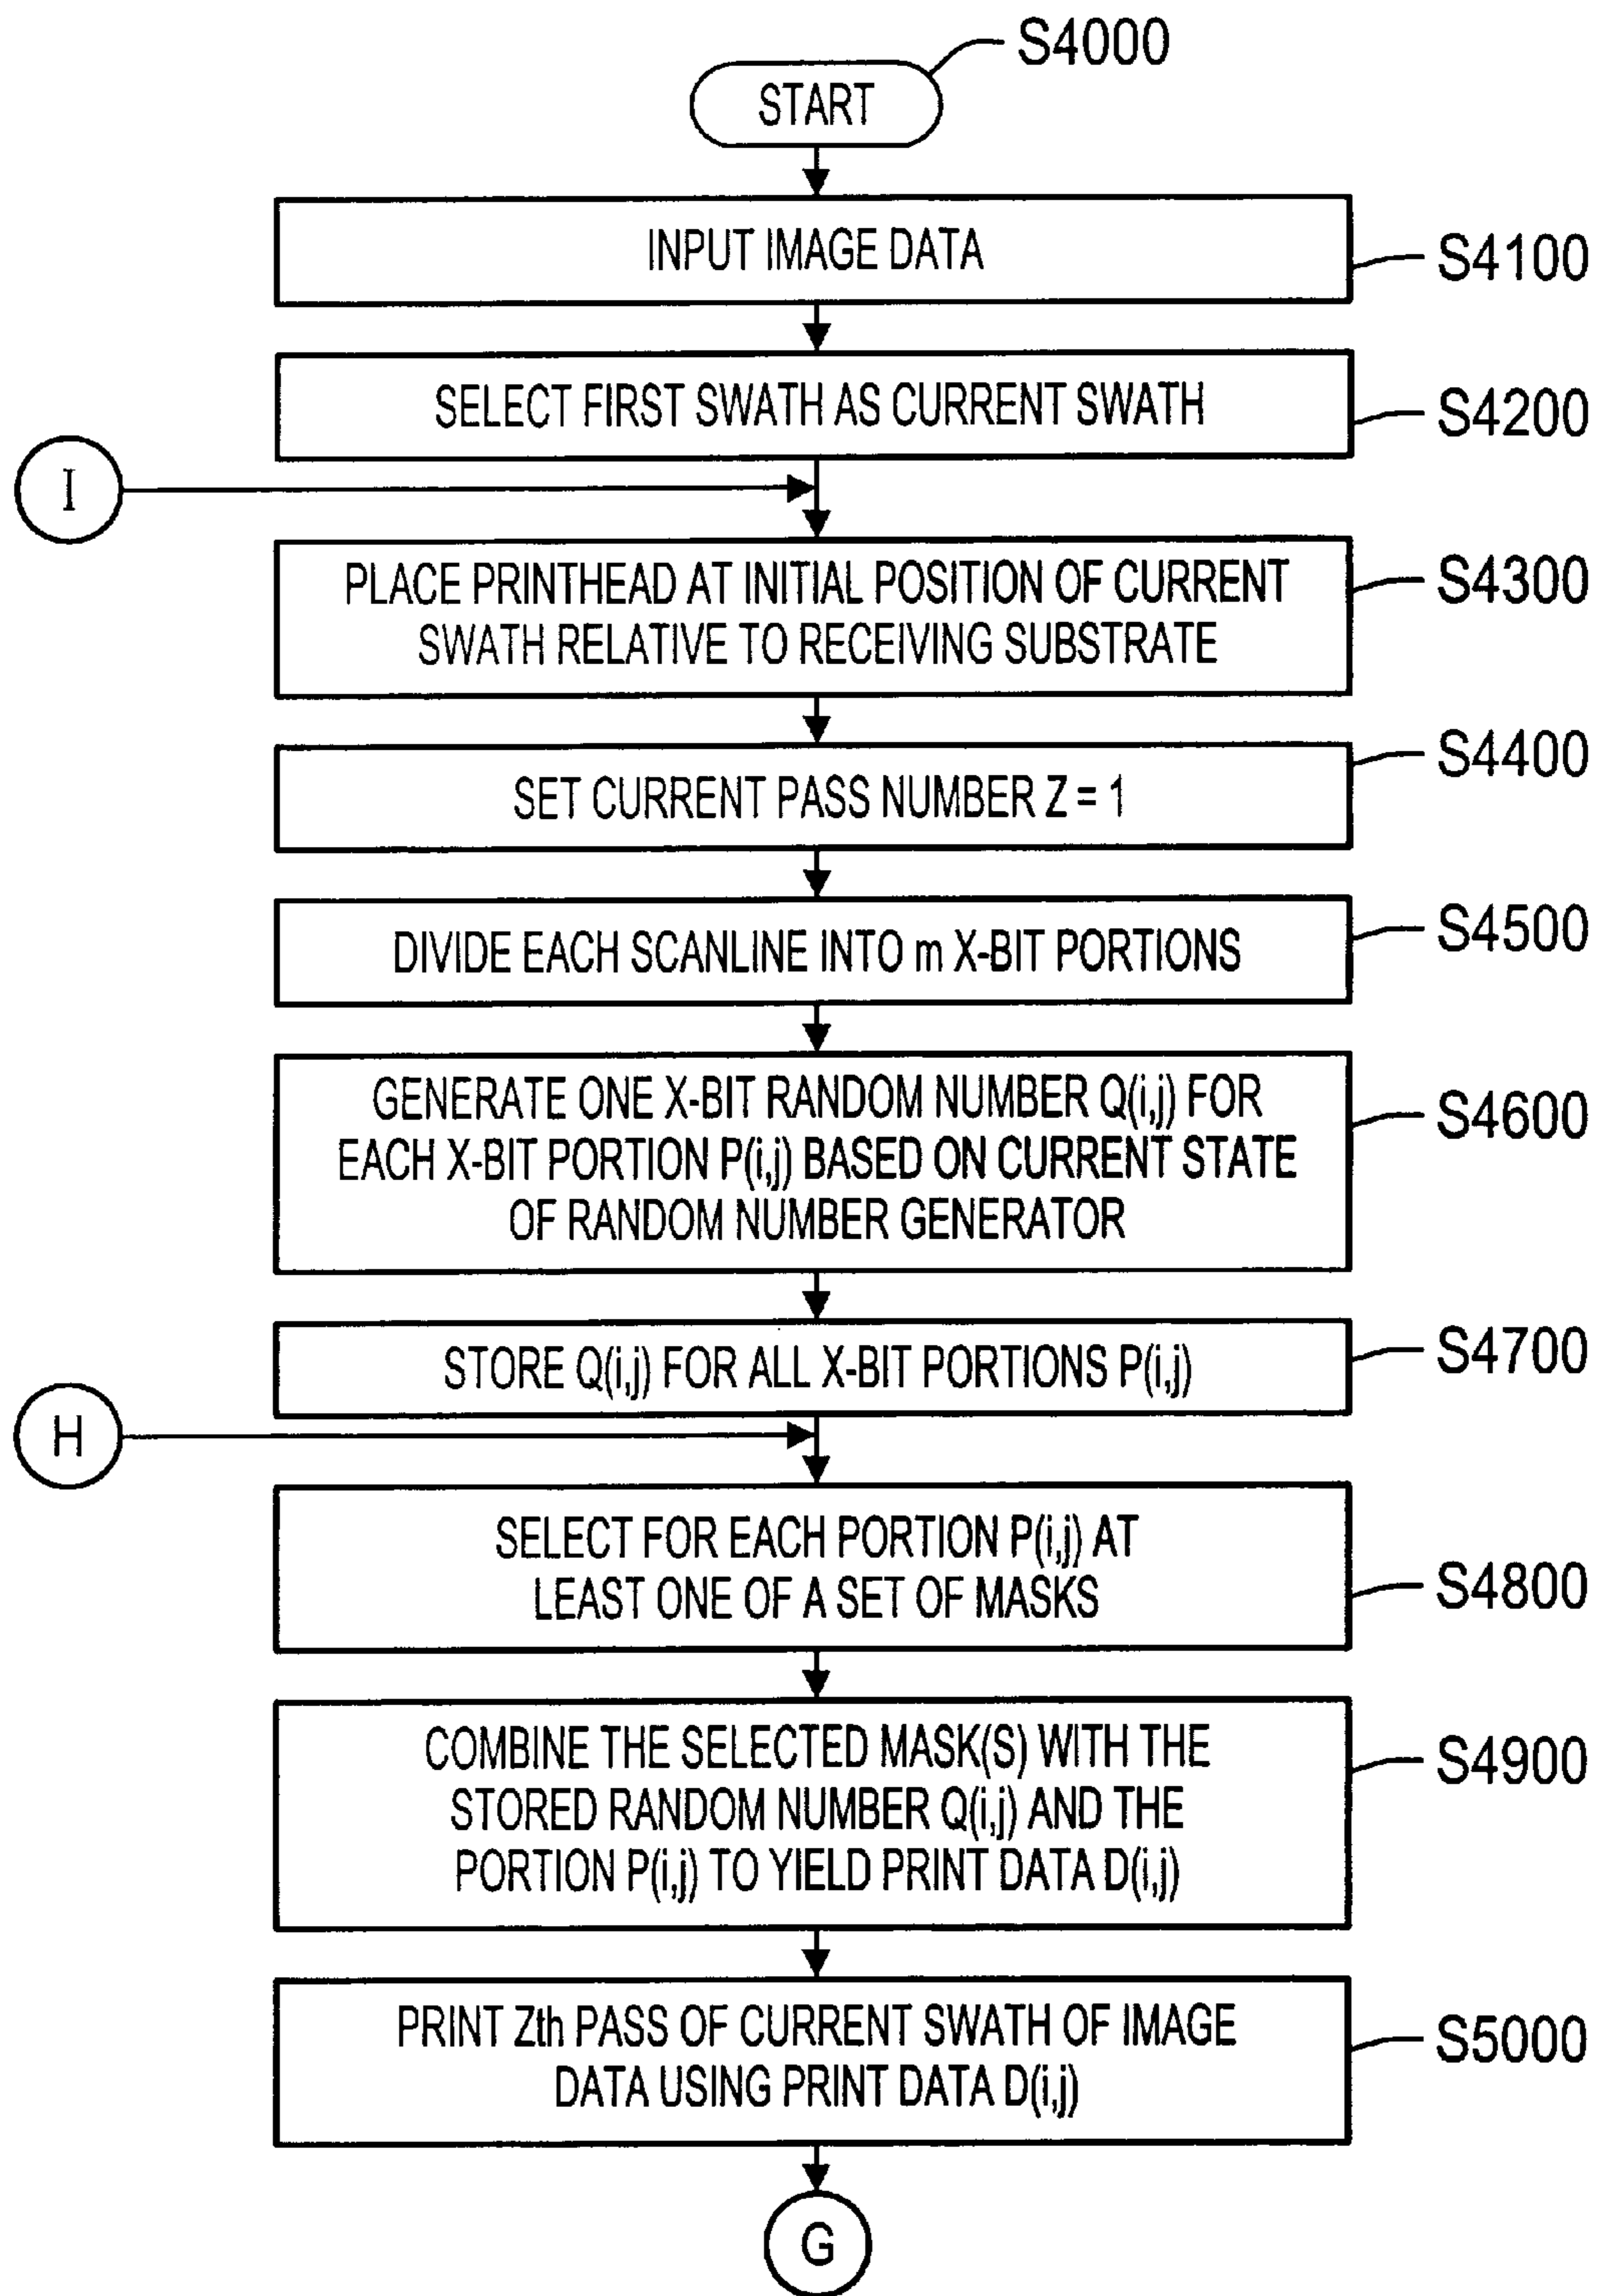 S4000
START
INPUT IMAGE DATA
S4100
SELECT FIRST SWATH AS CURRENT SWATH
S4200
I
PLACE PRINTHEAD AT INITIAL POSITION OF CURRENT
SWATH RELATIVE TO RECEIVING SUBSTRATE
S4300
SET CURRENT PASS NUMBER Z = 1
S4400
DIVIDE EACH SCANLINE INTO m X-BIT PORTIONS
S4500
GENERATE ONE X-BIT RANDOM NUMBER Q(i,j) FOR
EACH X-BIT PORTION P(i,j) BASED ON CURRENT STATE
OF RANDOM NUMBER GENERATOR
S4600
STORE Q(i,j) FOR ALL X-BIT PORTIONS P(i,j)
S4700
H
SELECT FOR EACH PORTION P(i,j) AT
LEAST ONE OF A SET OF MASKS
S4800
COMBINE THE SELECTED MASK(S) WITH THE
STORED RANDOM NUMBER Q(i,j) AND THE
PORTION P(i,j) TO YIELD PRINT DATA D(i,j)
S4900
PRINT Zth PASS OF CURRENT SWATH OF IMAGE
DATA USING PRINT DATA D(i,j)
S5000
G